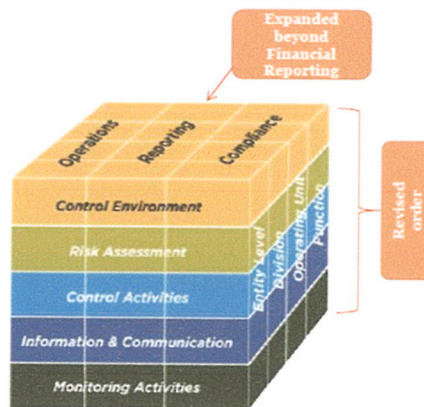 Expanded
beyond
Financial
Reporting
Operations
Reporting
Compliance
Control Environment
Risk Assessment
Control Activities
Information & Communication
Monitoring Activities
Entity Level
Division
Operating Unit
Function
Revised
order